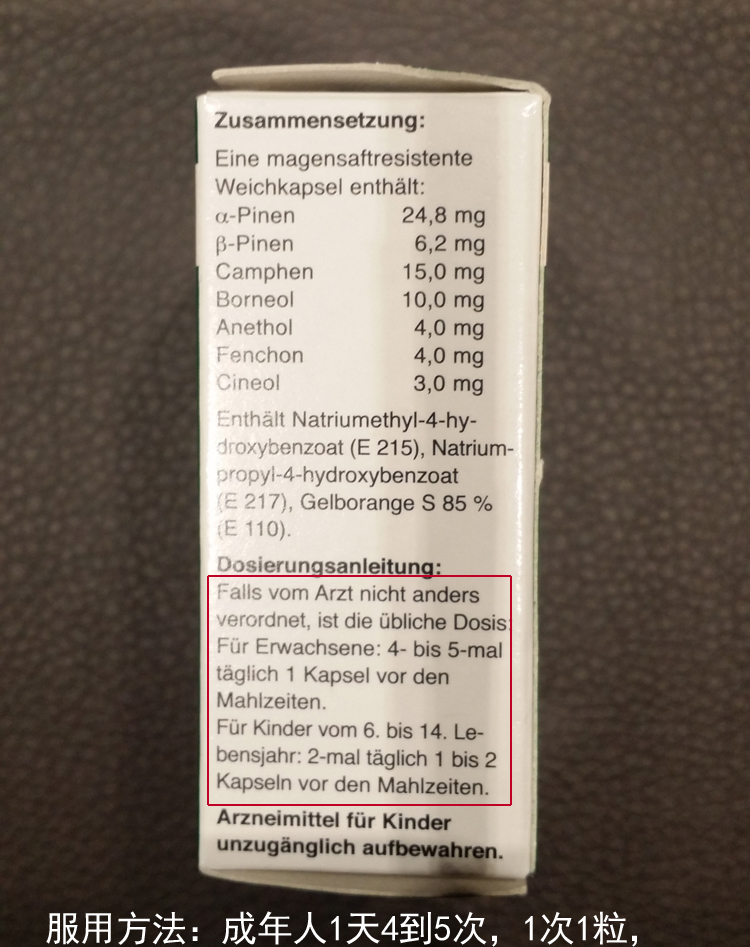 Zusammensetzung:
Eine magensaftresistente
Weichkapsel enthält:
α-Pinen 24,8 mg
β-Pinen 6,2 mg
Camphen 15,0 mg
Borneol 10,0 mg
Anethol 4,0 mg
Fenchon 4,0 mg
Cineol 3,0 mg
Enthält Natriumethyl-4-hy-
droxybenzoat (E 215), Natrium-
propyl-4-hydroxybenzoat
(E 217), Gelborange S 85 %
(E 110).
Dosierungsanleitung:
Falls vom Arzt nicht anders
verordnet, ist die übliche Dosis:
Für Erwachsene: 4- bis 5-mal
täglich 1 Kapsel vor den
Mahlzeiten.
Für Kinder vom 6. bis 14. Le-
bensjahr: 2-mal täglich 1 bis 2
Kapseln vor den Mahlzeiten.
Arzneimittel für Kinder
unzugänglich aufbewahren.
服用方法：成年人1天4到5次，1次1粒，